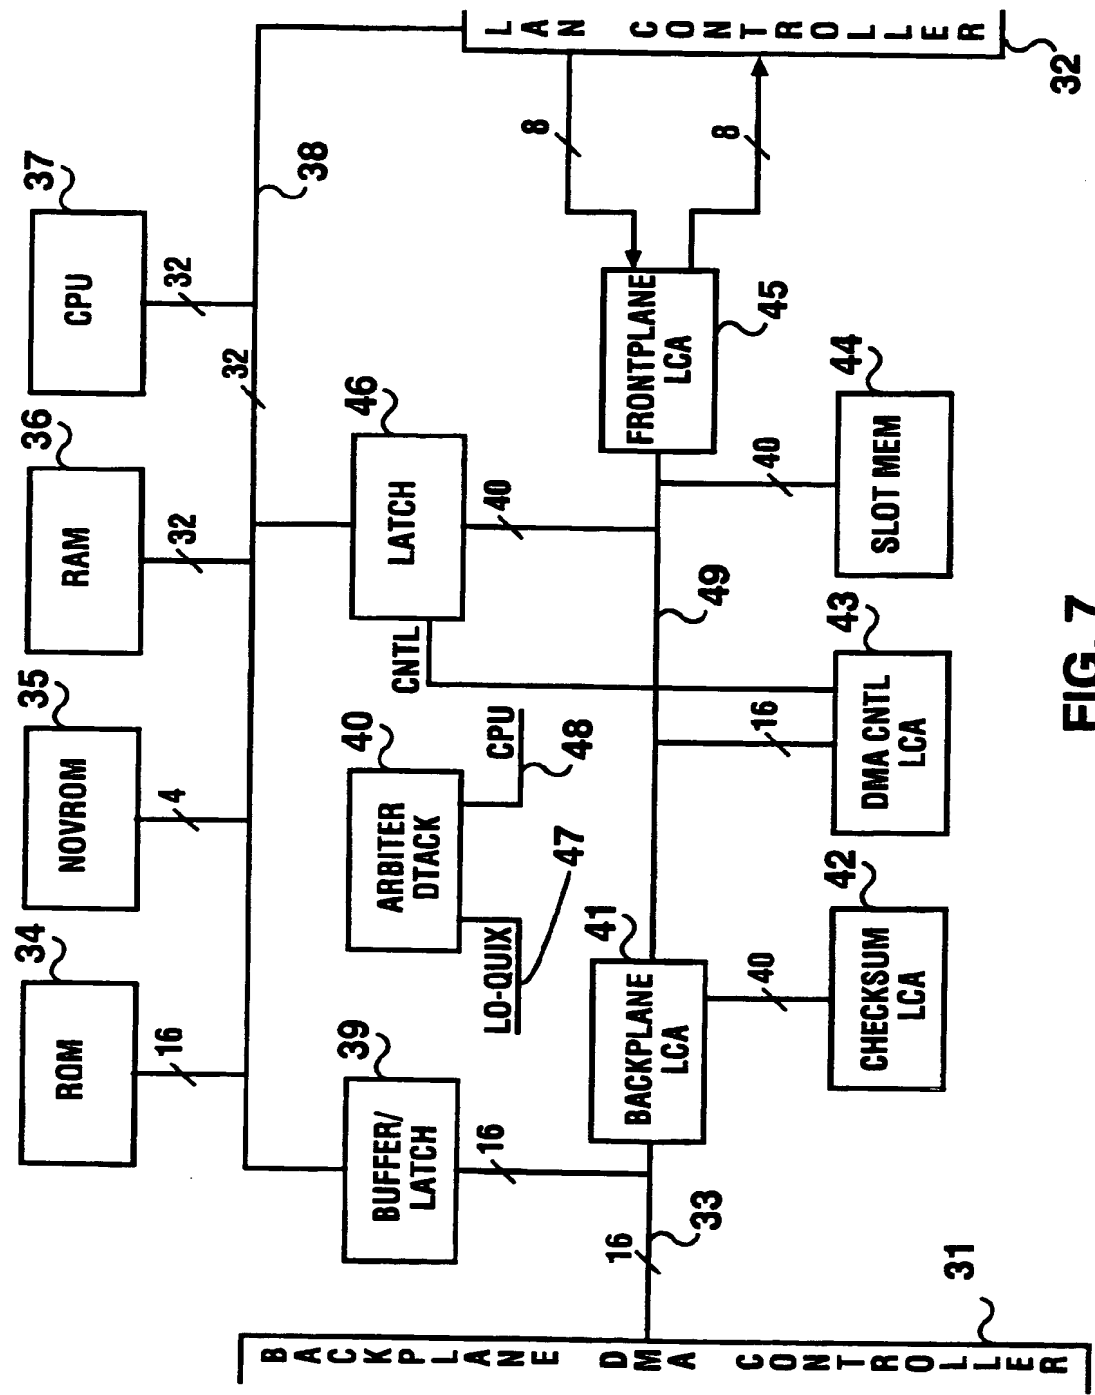 34
35
36
37
ROM
NOVROM
RAM
CPU
16
4
32
32
32
38
39
40
46
BUFFER/
LATCH
ARBITER
DTACK
LATCH
CNTL
LO-QUIX
CPU
47
48
16
40
8
8
BACKPLANE DMA CONTROLLER
31
16
33
41
BACKPLANE
LCA
49
FRONTPLANE
LCA
45
LAN CONTROLLER
32
40
16
40
42
43
44
CHECKSUM
LCA
DMA CNTL
LCA
SLOT MEM
FIG. 7